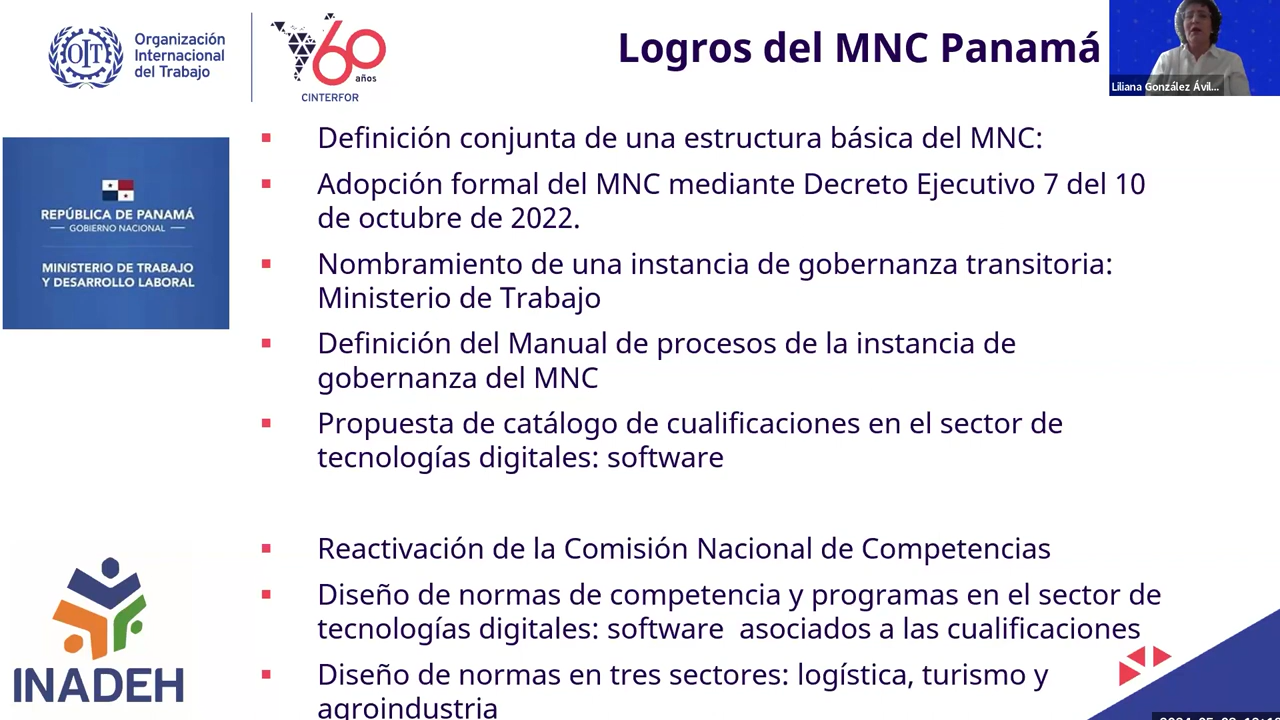 OIT
Organización
Internacional
del Trabajo
60
años
CINTERFOR
Logros del MNC Panamá
Liliana González Ávil...
▪ Definición conjunta de una estructura básica del MNC:
▪ Adopción formal del MNC mediante Decreto Ejecutivo 7 del 10
de octubre de 2022.
▪ Nombramiento de una instancia de gobernanza transitoria:
Ministerio de Trabajo
▪ Definición del Manual de procesos de la instancia de
gobernanza del MNC
▪ Propuesta de catálogo de cualificaciones en el sector de
tecnologías digitales: software
REPÚBLICA DE PANAMÁ
— GOBIERNO NACIONAL —
MINISTERIO DE TRABAJO
Y DESARROLLO LABORAL
▪ Reactivación de la Comisión Nacional de Competencias
▪ Diseño de normas de competencia y programas en el sector de
tecnologías digitales: software asociados a las cualificaciones
▪ Diseño de normas en tres sectores: logística, turismo y
agroindustria
INADEH